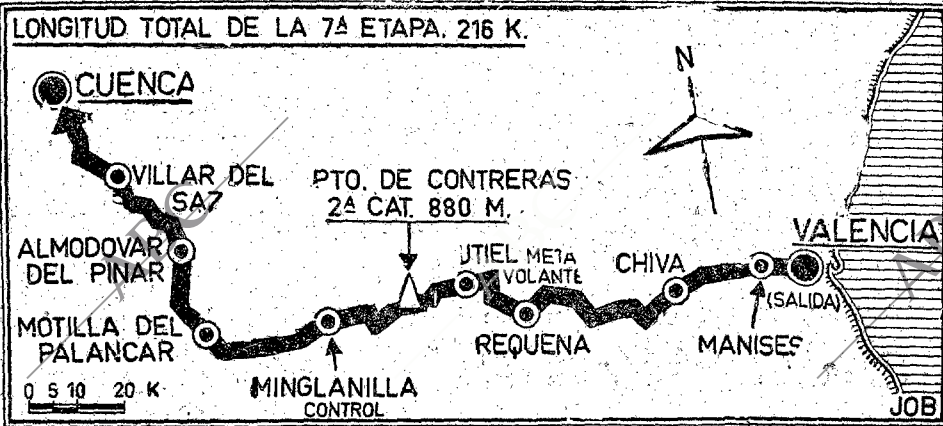 LONGITUD TOTAL DE LA 7ª ETAPA. 216 K.
CUENCA
N
VILLAR DEL
SAZ
PTO. DE CONTRERAS
2ª CAT. 880 M.
ALMODOVAR
DEL PINAR
UTIEL META
VOLANTE
CHIVA
VALENCIA
(SALIDA)
MOTILLA DEL
PALANCAR
REQUENA
MANISES
MINGLANILLA
CONTROL
0 5 10 20 K
JOB
ABC